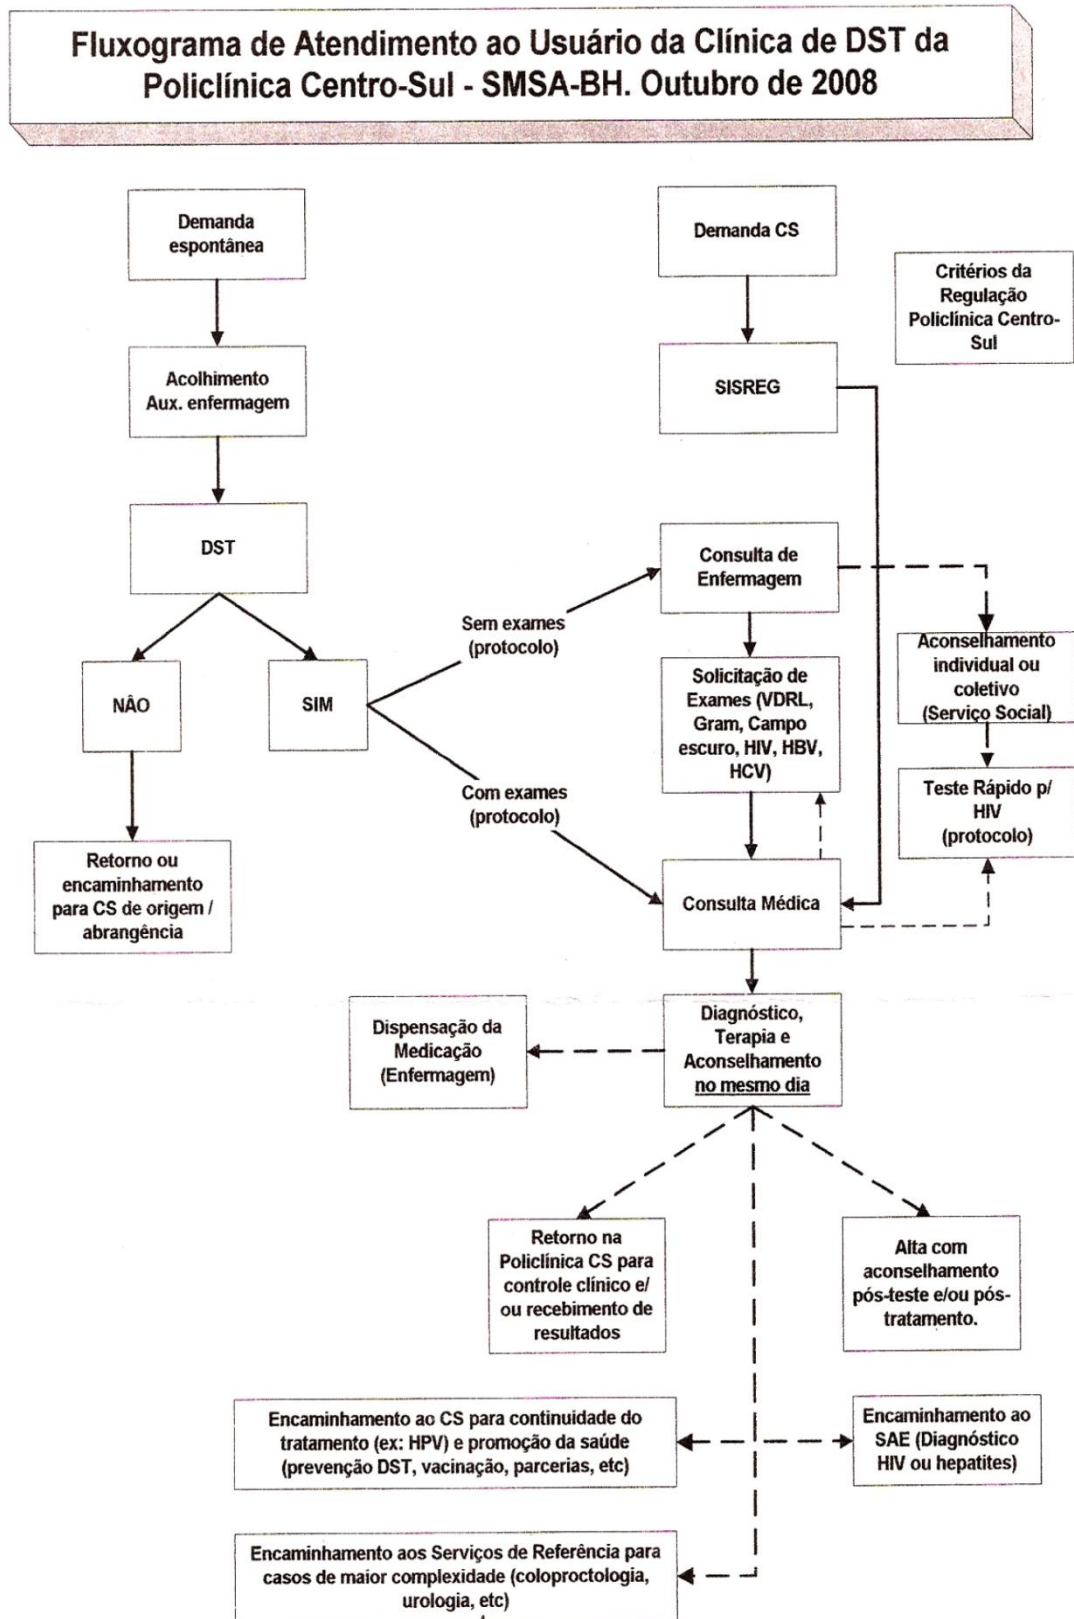 Fluxograma de Atendimento ao Usuário da Clínica de DST da
Policlínica Centro-Sul - SMSA-BH. Outubro de 2008
Demanda
espontânea
Demanda CS
Critérios da
Regulação
Policlínica Centro-
Sul
Acolhimento
Aux. enfermagem
SISREG
DST
Consulta de
Enfermagem
Sem exames
(protocolo)
NÂO
SIM
Solicitação de
Exames (VDRL,
Gram, Campo
escuro, HIV, HBV,
HCV)
Aconselhamento
individual ou
coletivo
(Serviço Social)
Com exames
(protocolo)
Teste Rápido p/
HIV
(protocolo)
Retorno ou
encaminhamento
para CS de origem /
abrangência
Consulta Médica
Dispensação da
Medicação
(Enfermagem)
Diagnóstico,
Terapia e
Aconselhamento
no mesmo dia
Retorno na
Policlínica CS para
controle clínico e/
ou recebimento de
resultados
Alta com
aconselhamento
pós-teste e/ou pós-
tratamento.
Encaminhamento ao CS para continuidade do
tratamento (ex: HPV) e promoção da saúde
(prevenção DST, vacinação, parcerias, etc)
Encaminhamento ao
SAE (Diagnóstico
HIV ou hepatites)
Encaminhamento aos Serviços de Referência para
casos de maior complexidade (coloproctologia,
urologia, etc)